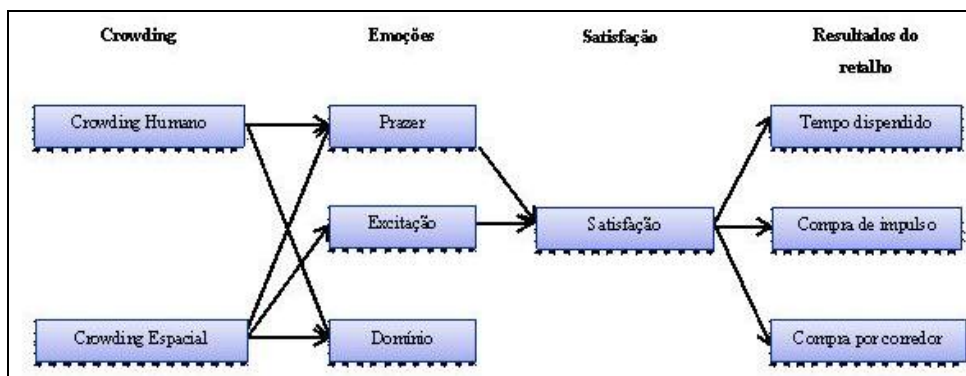 Crowding
Emoções
Satisfação
Resultados do
retalho
Crowding Humano
Prazer
Tempo dispendido
Excitação
Satisfação
Compra de impulso
Crowding Espacial
Domínio
Compra por corredor